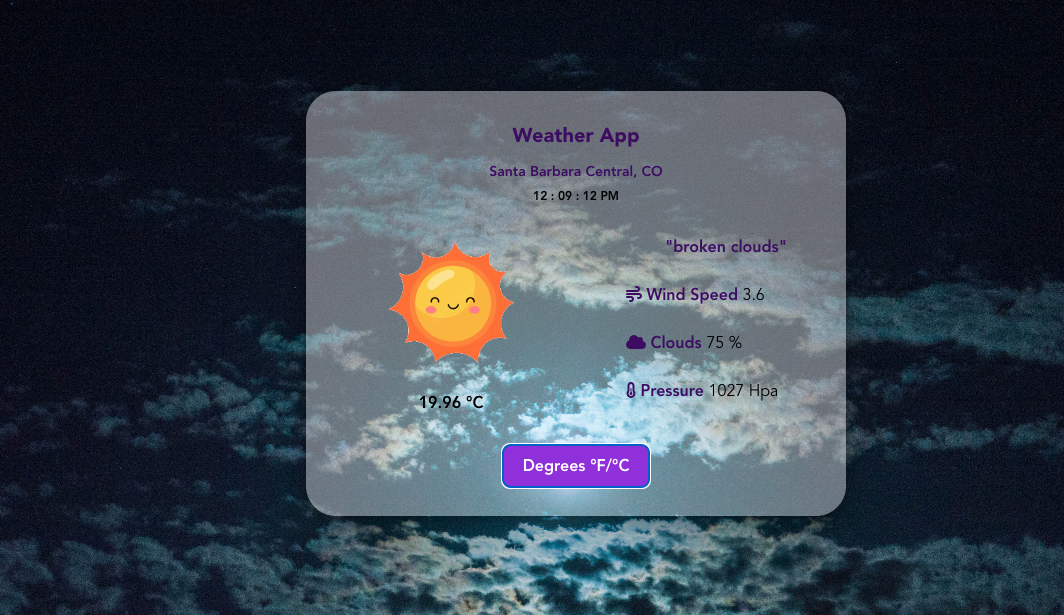 Weather App
Santa Barbara Central, CO
12 : 09 : 12 PM
"broken clouds"
Wind Speed 3.6
Clouds 75 %
Pressure 1027 Hpa
19.96 °C
Degrees °F/°C